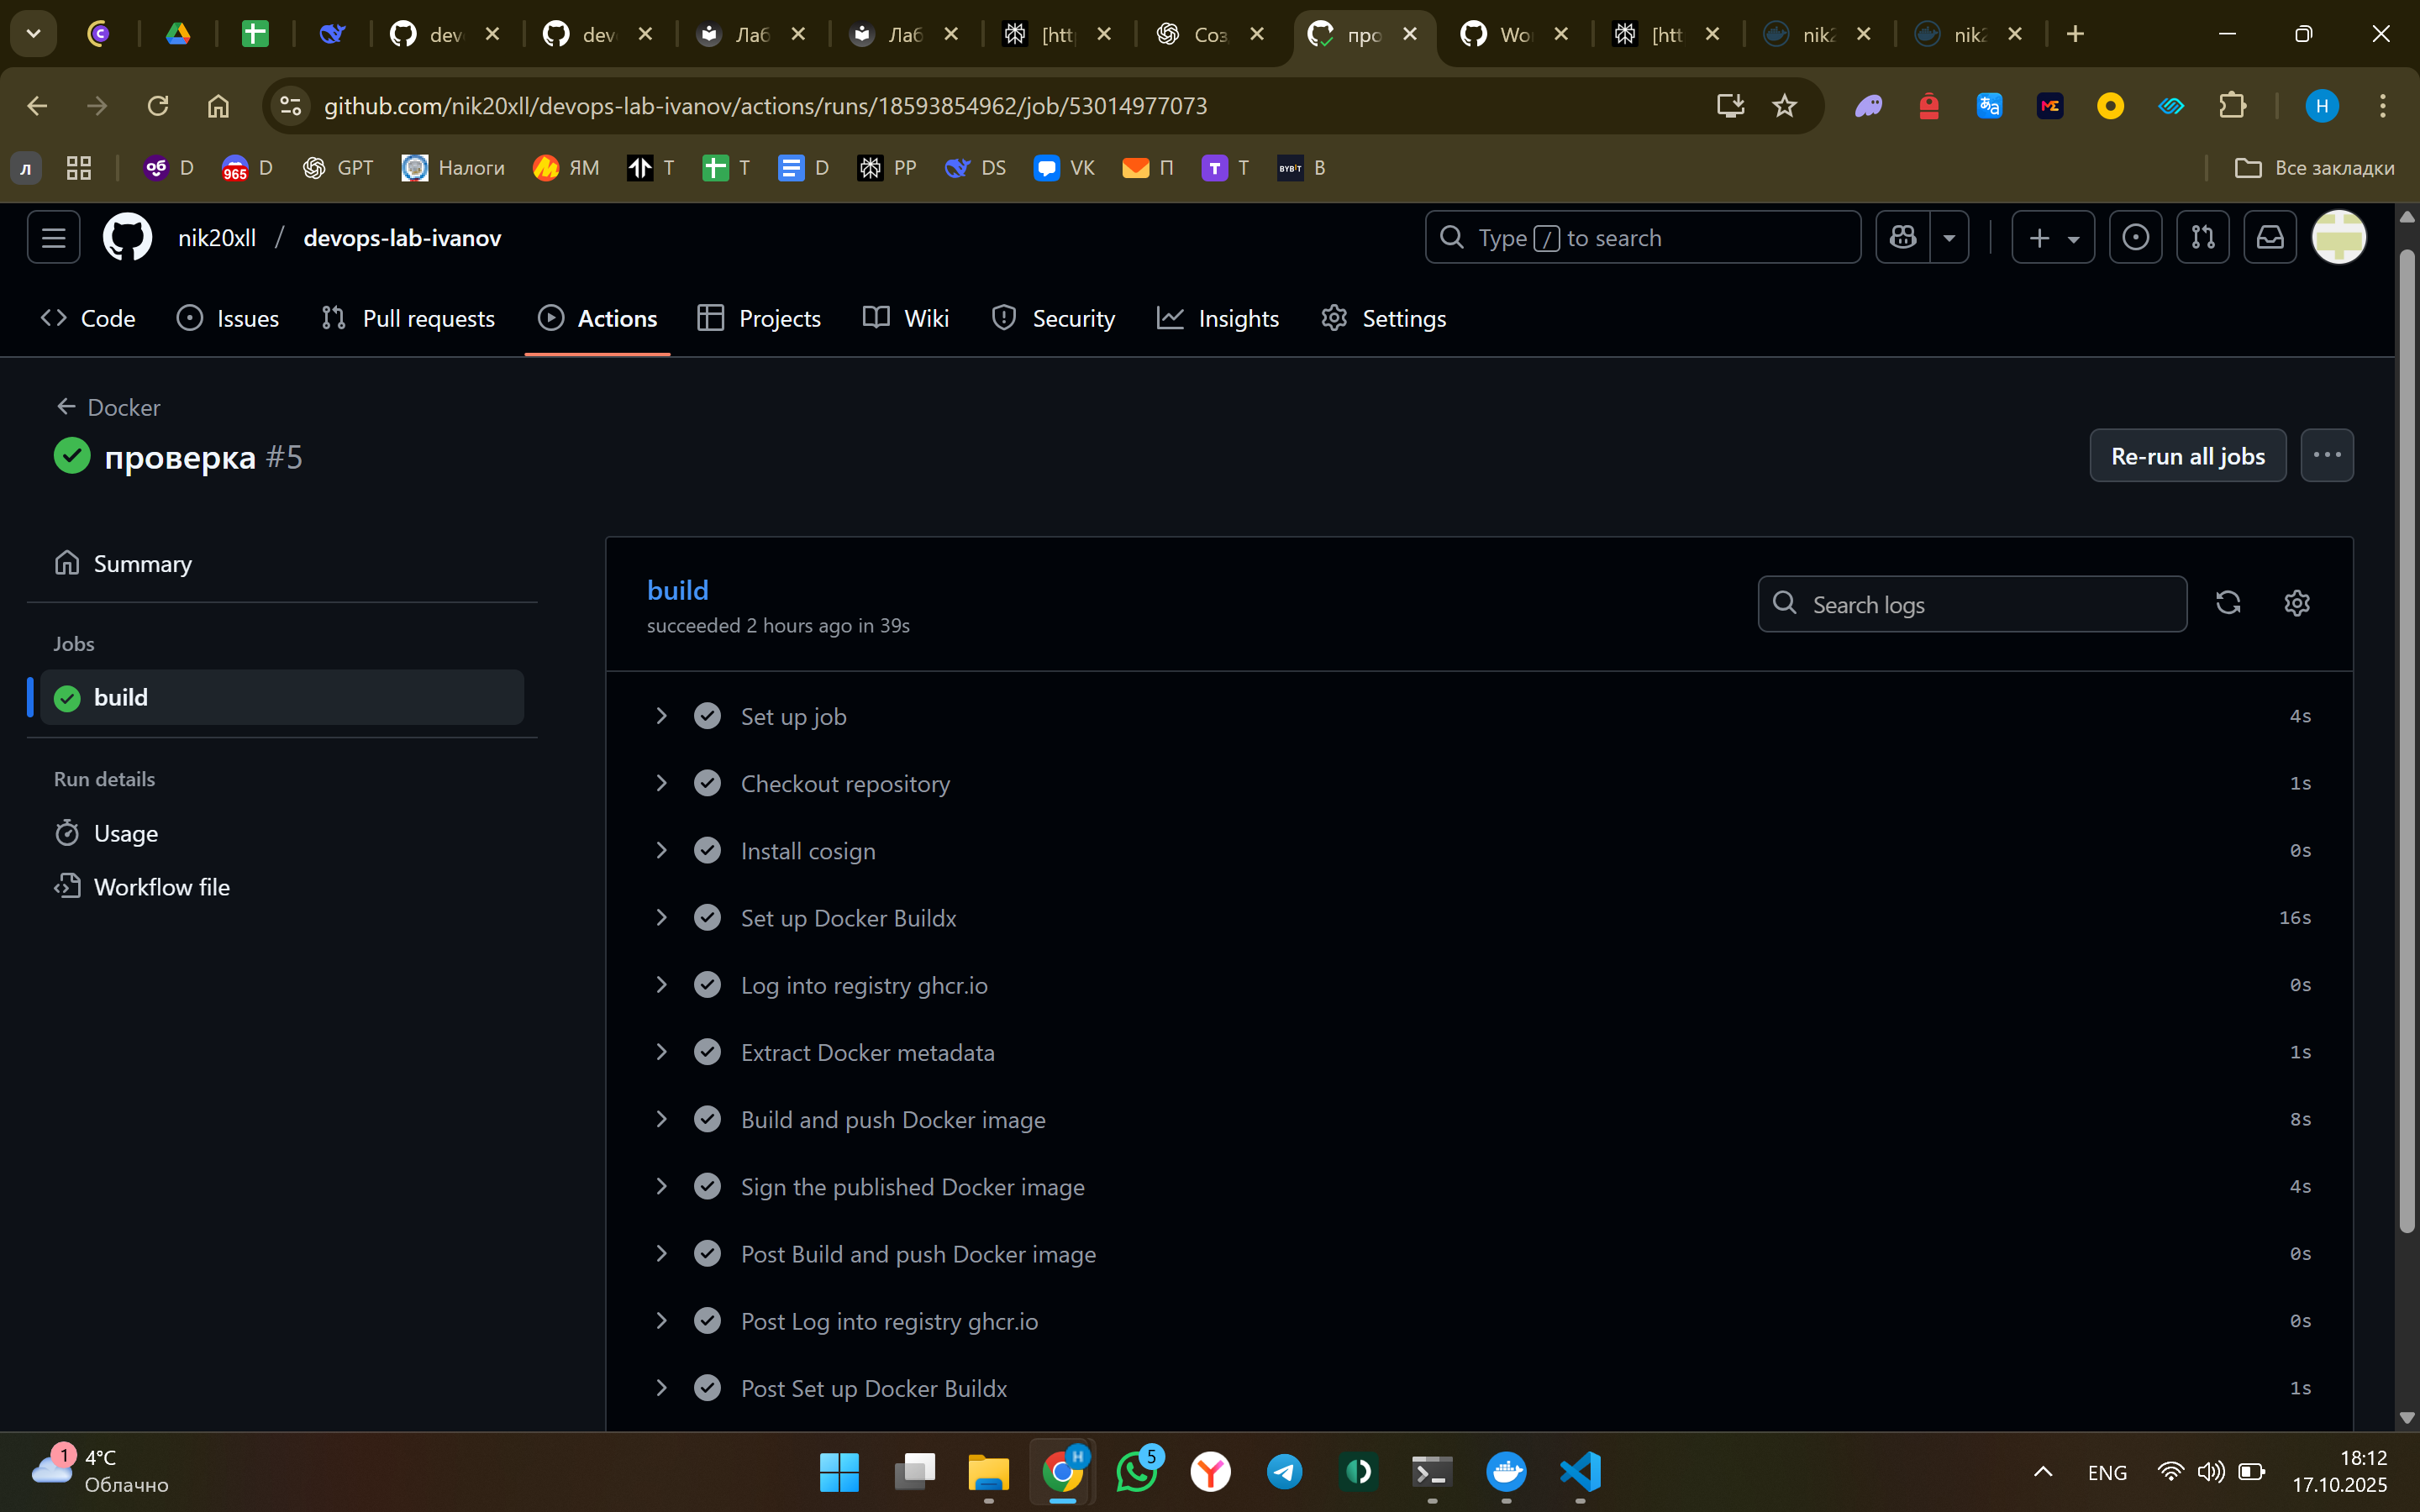 dev
dev
Лаб
Лаб
[htt
Соз
про
Wo
[htt
nik2
nik2
github.com/nik20xll/devops-lab-ivanov/actions/runs/18593854962/job/53014977073
H
л
об D
965 D
GPT
Налоги
ЯМ
T
T
D
PP
DS
VK
П
T T
BYBIT B
Все закладки
nik20xll / devops-lab-ivanov
Type / to search
Code
Issues
Pull requests
Actions
Projects
Wiki
Security
Insights
Settings
Docker
проверка #5
Re-run all jobs
Summary
Jobs
build
Run details
Usage
Workflow file
build
succeeded 2 hours ago in 39s
Search logs
Set up job 4s
Checkout repository 1s
Install cosign 0s
Set up Docker Buildx 16s
Log into registry ghcr.io 0s
Extract Docker metadata 1s
Build and push Docker image 8s
Sign the published Docker image 4s
Post Build and push Docker image 0s
Post Log into registry ghcr.io 0s
Post Set up Docker Buildx 1s
1
4°C
Облачно
H
5
ENG
18:12
17.10.2025